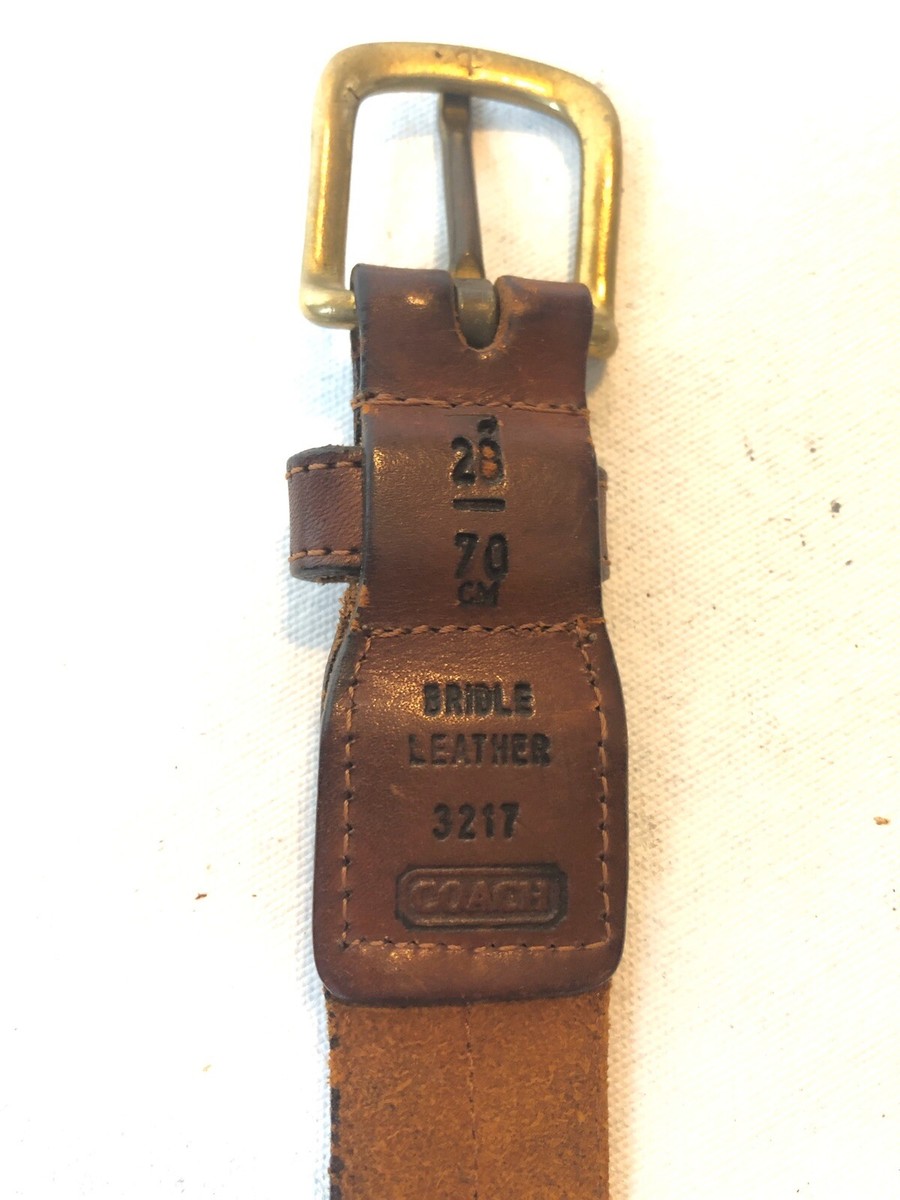 28"
70
CM
BRIDLE
LEATHER
3217
COACH